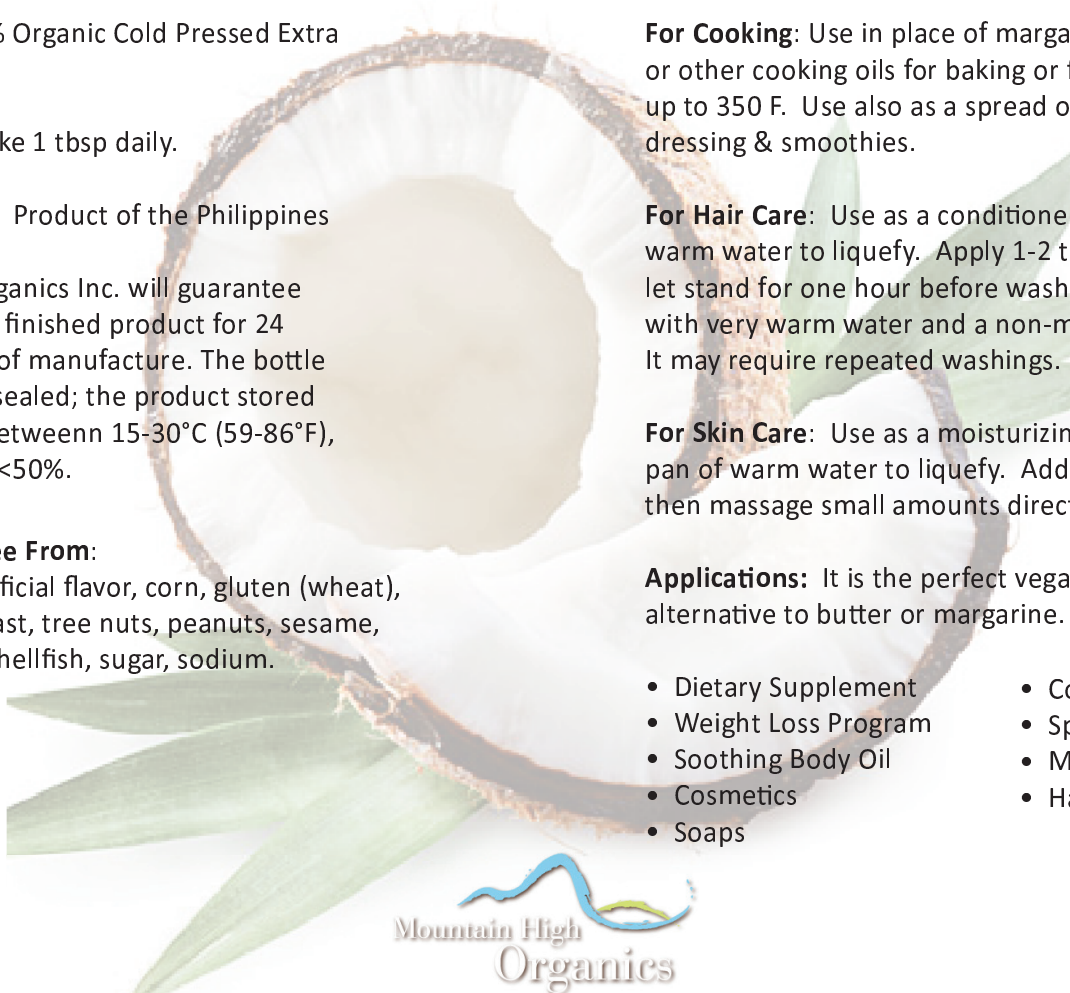 % Organic Cold Pressed Extra
ke 1 tbsp daily.
Product of the Philippines
ganics Inc. will guarantee
finished product for 24
of manufacture. The bottle
sealed; the product stored
etweenn 15-30°C (59-86°F),
<50%.
ee From:
ficial flavor, corn, gluten (wheat),
ast, tree nuts, peanuts, sesame,
hellfish, sugar, sodium.
For Cooking: Use in place of marga
or other cooking oils for baking or f
up to 350 F. Use also as a spread o
dressing & smoothies.
For Hair Care: Use as a conditione
warm water to liquefy. Apply 1-2 t
let stand for one hour before wash
with very warm water and a non-m
It may require repeated washings.
For Skin Care: Use as a moisturizin
pan of warm water to liquefy. Add
then massage small amounts direct
Applications: It is the perfect vega
alternative to butter or margarine.
• Dietary Supplement
• Weight Loss Program
• Soothing Body Oil
• Cosmetics
• Soaps
• Co
• Sp
• M
• Ha
Mountain High
Organics